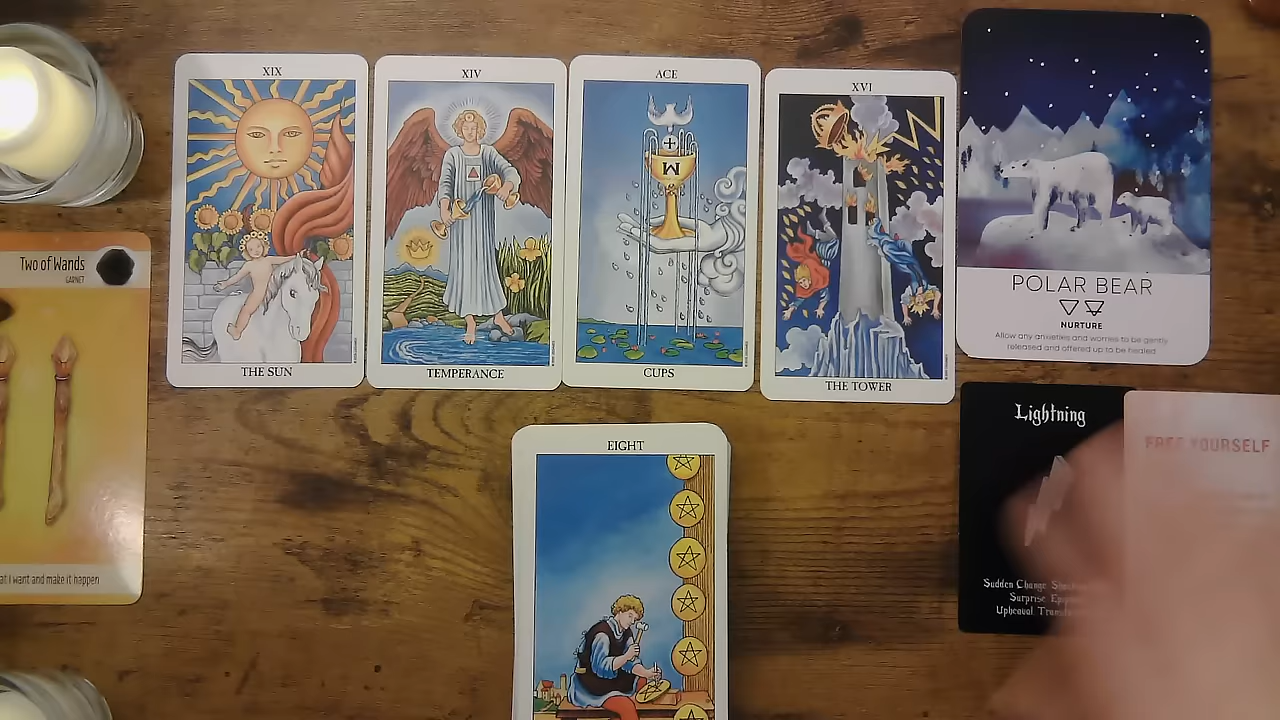 XIX
THE SUN
XIV
TEMPERANCE
ACE
CUPS
XVI
THE TOWER
POLAR BEAR
NURTURE
Allow any anxieties and worries to be gently
released and offered up to be healed
Two of Wands
GARNET
at I want and make it happen
EIGHT
Lightning
Sudden Change
Surprise
Upheaval
FREE YOURSELF